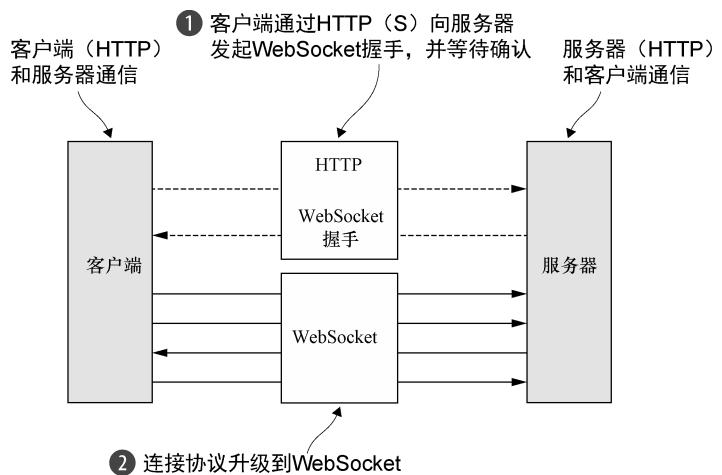 ❶ 客户端通过HTTP（S）向服务器
发起WebSocket握手，并等待确认
客户端（HTTP）
和服务器通信
服务器（HTTP）
和客户端通信
HTTP
WebSocket
握手
客户端
服务器
WebSocket
❷ 连接协议升级到WebSocket